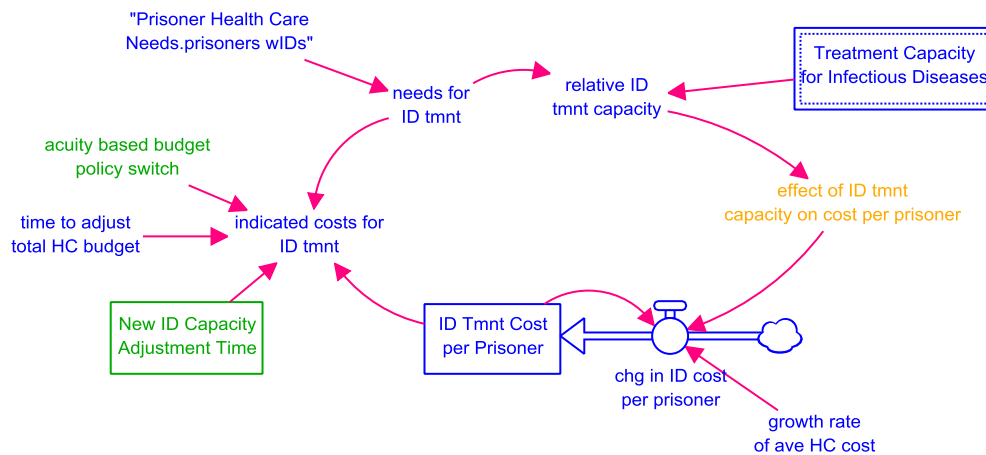 "Prisoner Health Care
Needs.prisoners wIDs"
needs for
ID tmnt
relative ID
tmnt capacity
Treatment Capacity
for Infectious Diseases
acuity based budget
policy switch
effect of ID tmnt
capacity on cost per prisoner
time to adjust
total HC budget
indicated costs for
ID tmnt
New ID Capacity
Adjustment Time
ID Tmnt Cost
per Prisoner
chg in ID cost
per prisoner
growth rate
of ave HC cost